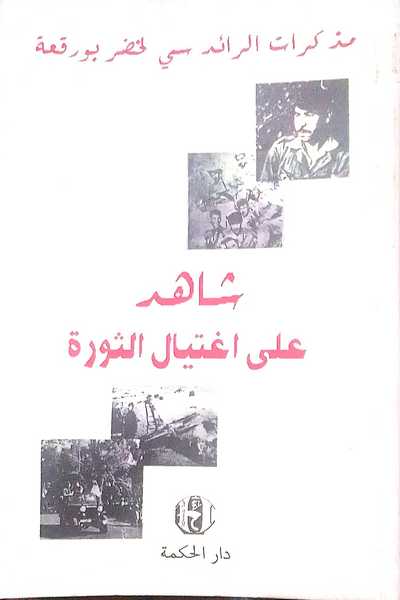 مذكرات الرائد سي لخضر بورقعة
شاهد
على اغتيال الثورة
دار الحكمة